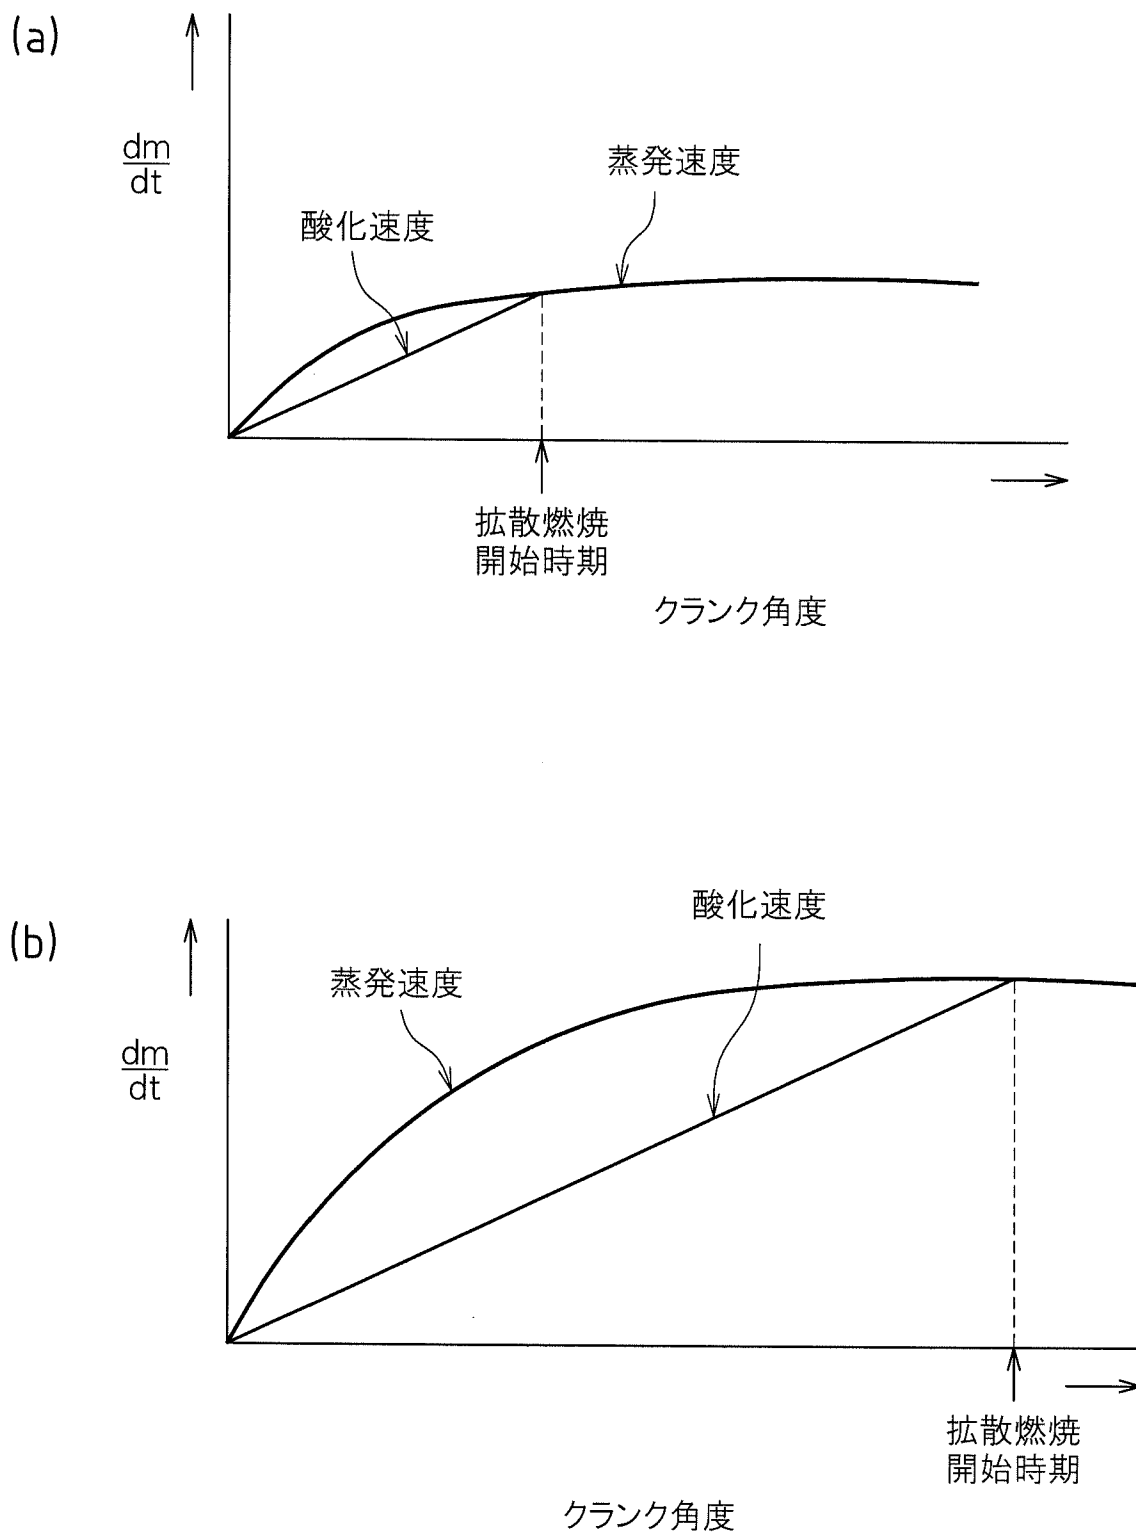 (a)
dm
dt
蒸発速度
酸化速度
拡散燃焼
開始時期
クランク角度
(b)
酸化速度
蒸発速度
dm
dt
拡散燃焼
開始時期
クランク角度